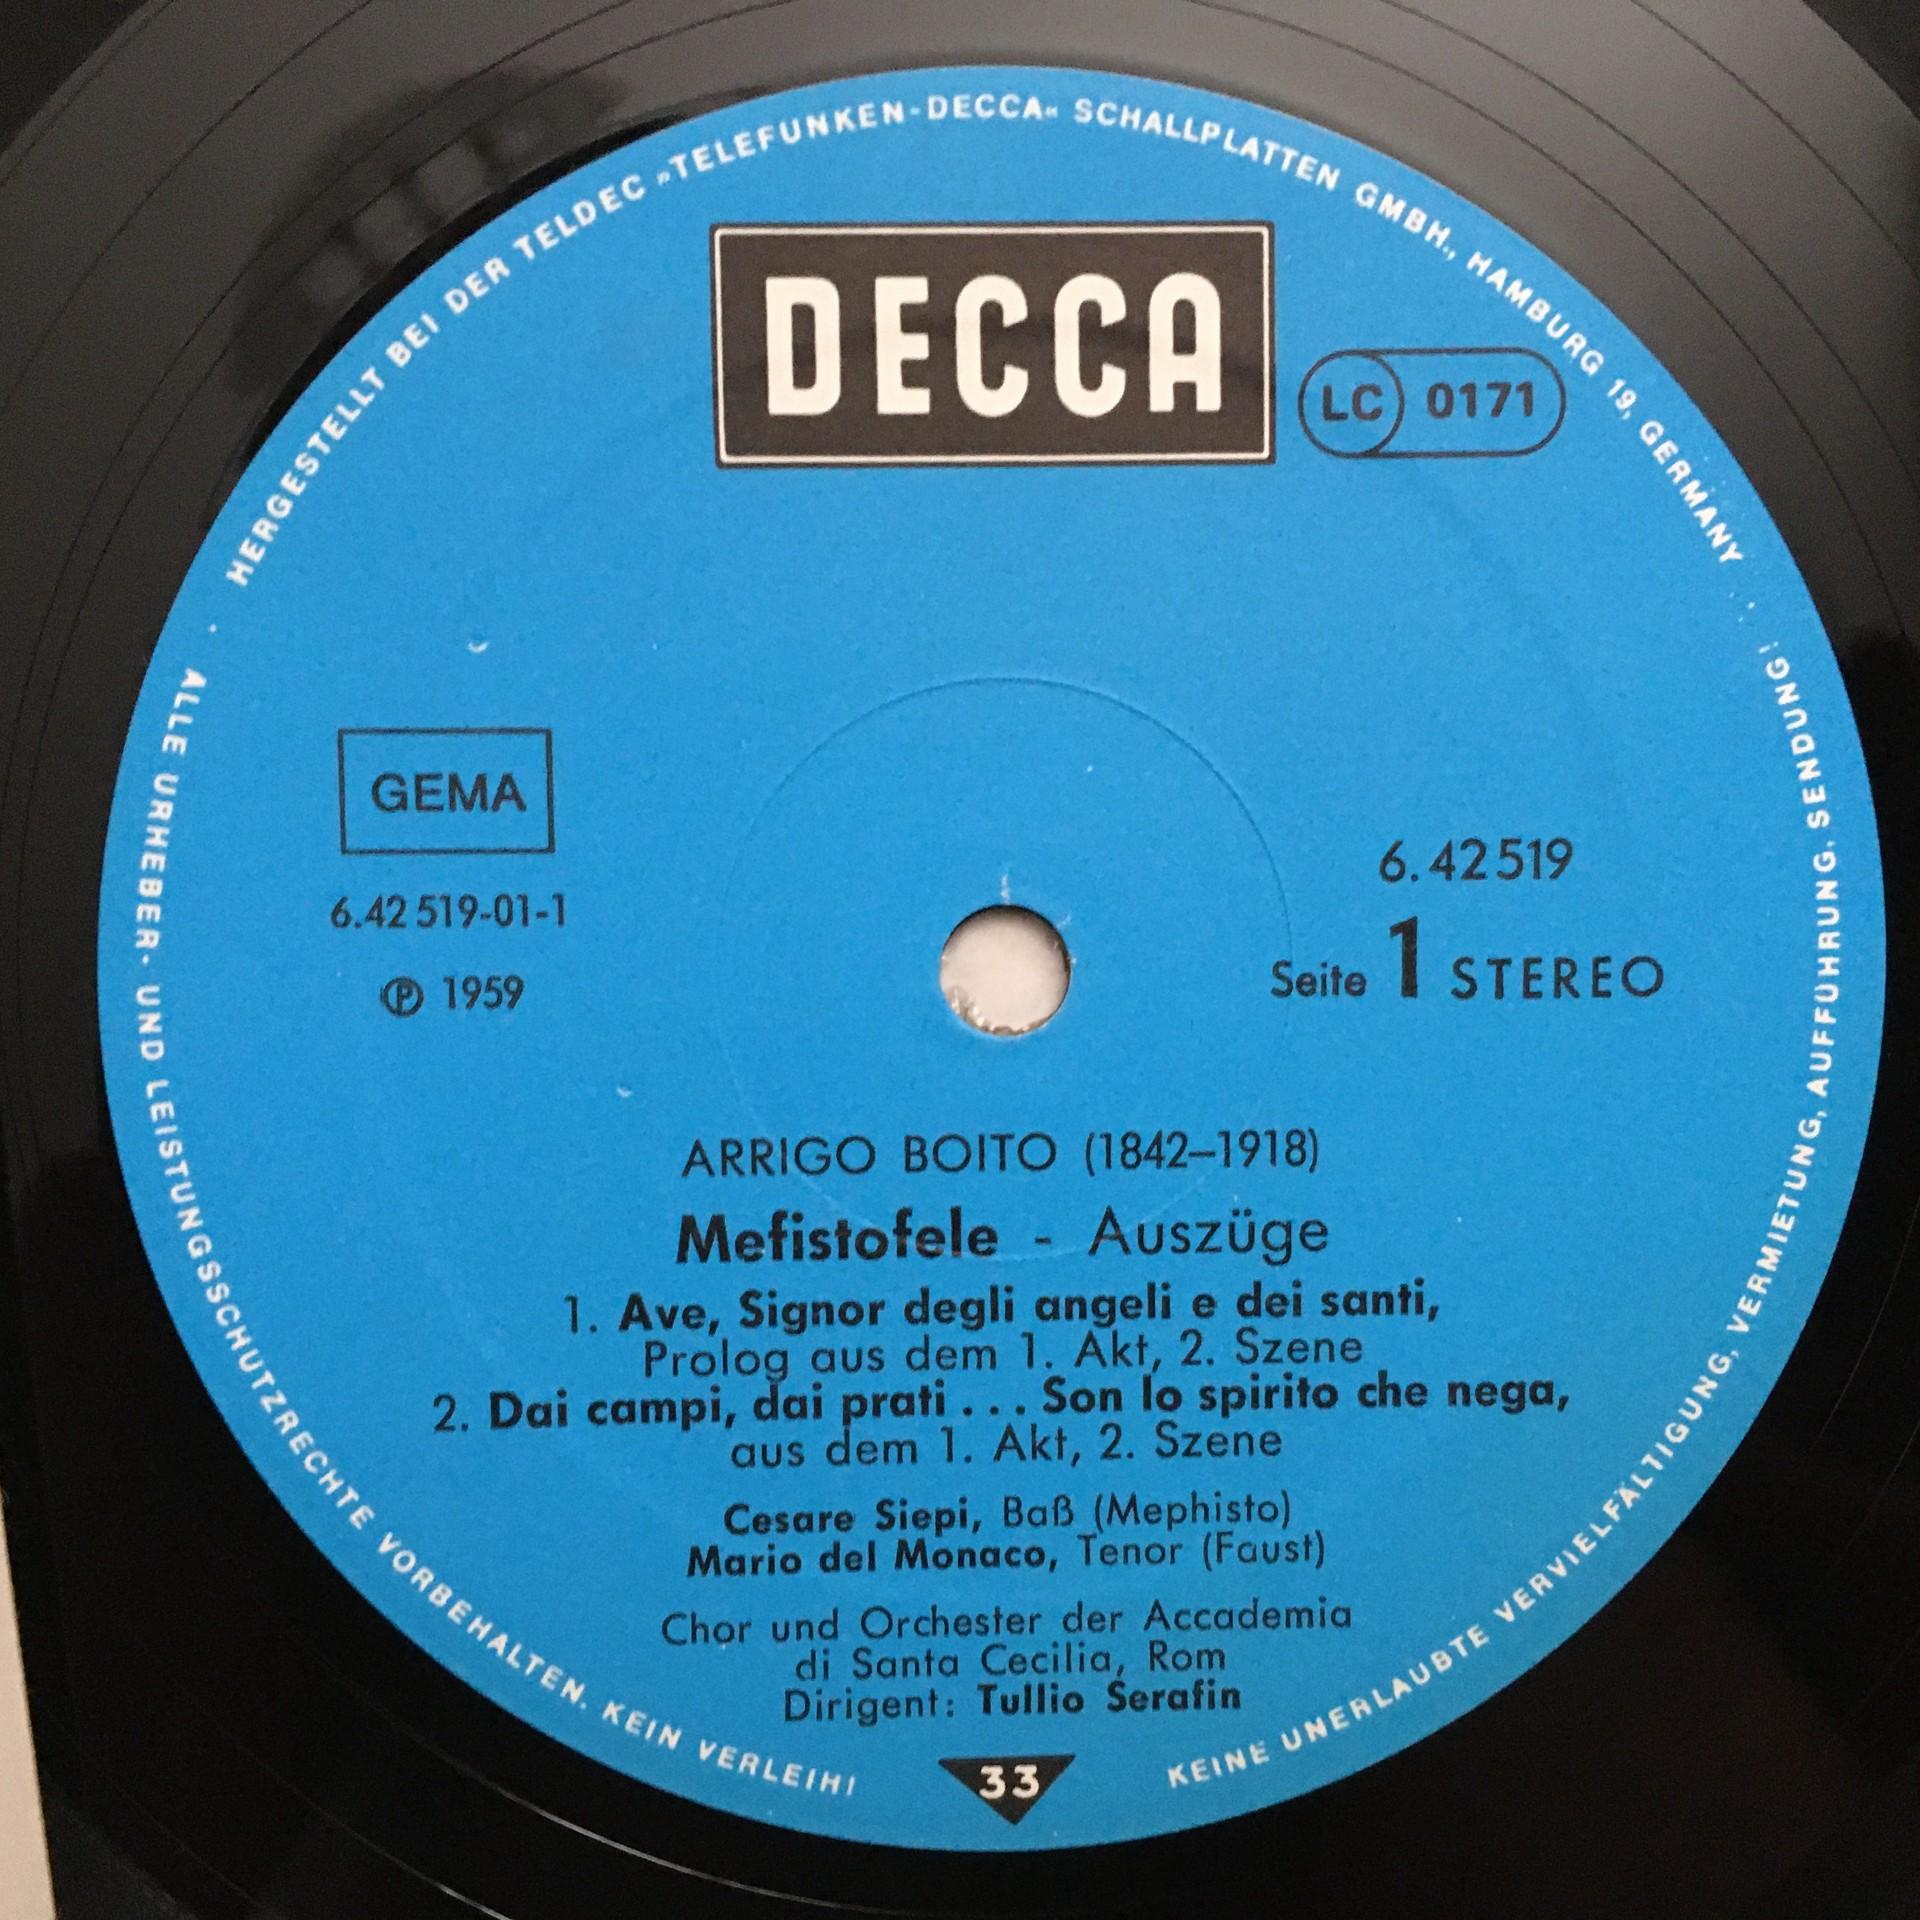 HERGESTELLT BEI DER TELDEC »TELEFUNKEN-DECCA« SCHALLPLATTEN GMBH., HAMBURG 19, GERMANY
DECCA
LC 0171
GEMA
6.42519
6.42 519-01-1
Seite 1 STEREO
℗ 1959
ARRIGO BOITO (1842–1918)
Mefistofele - Auszüge
1. Ave, Signor degli angeli e dei santi,
Prolog aus dem 1. Akt, 2. Szene
2. Dai campi, dai prati . . . Son lo spirito che nega,
aus dem 1. Akt, 2. Szene
Cesare Siepi, Baß (Mephisto)
Mario del Monaco, Tenor (Faust)
Chor und Orchester der Accademia
di Santa Cecilia, Rom
Dirigent: Tullio Serafin
33
ALLE URHEBER- UND LEISTUNGSSCHUTZRECHTE VORBEHALTEN. KEIN VERLEIH!
KEINE UNERLAUBTE VERVIELFÄLTIGUNG, VERMIETUNG, AUFFÜHRUNG, SENDUNG!